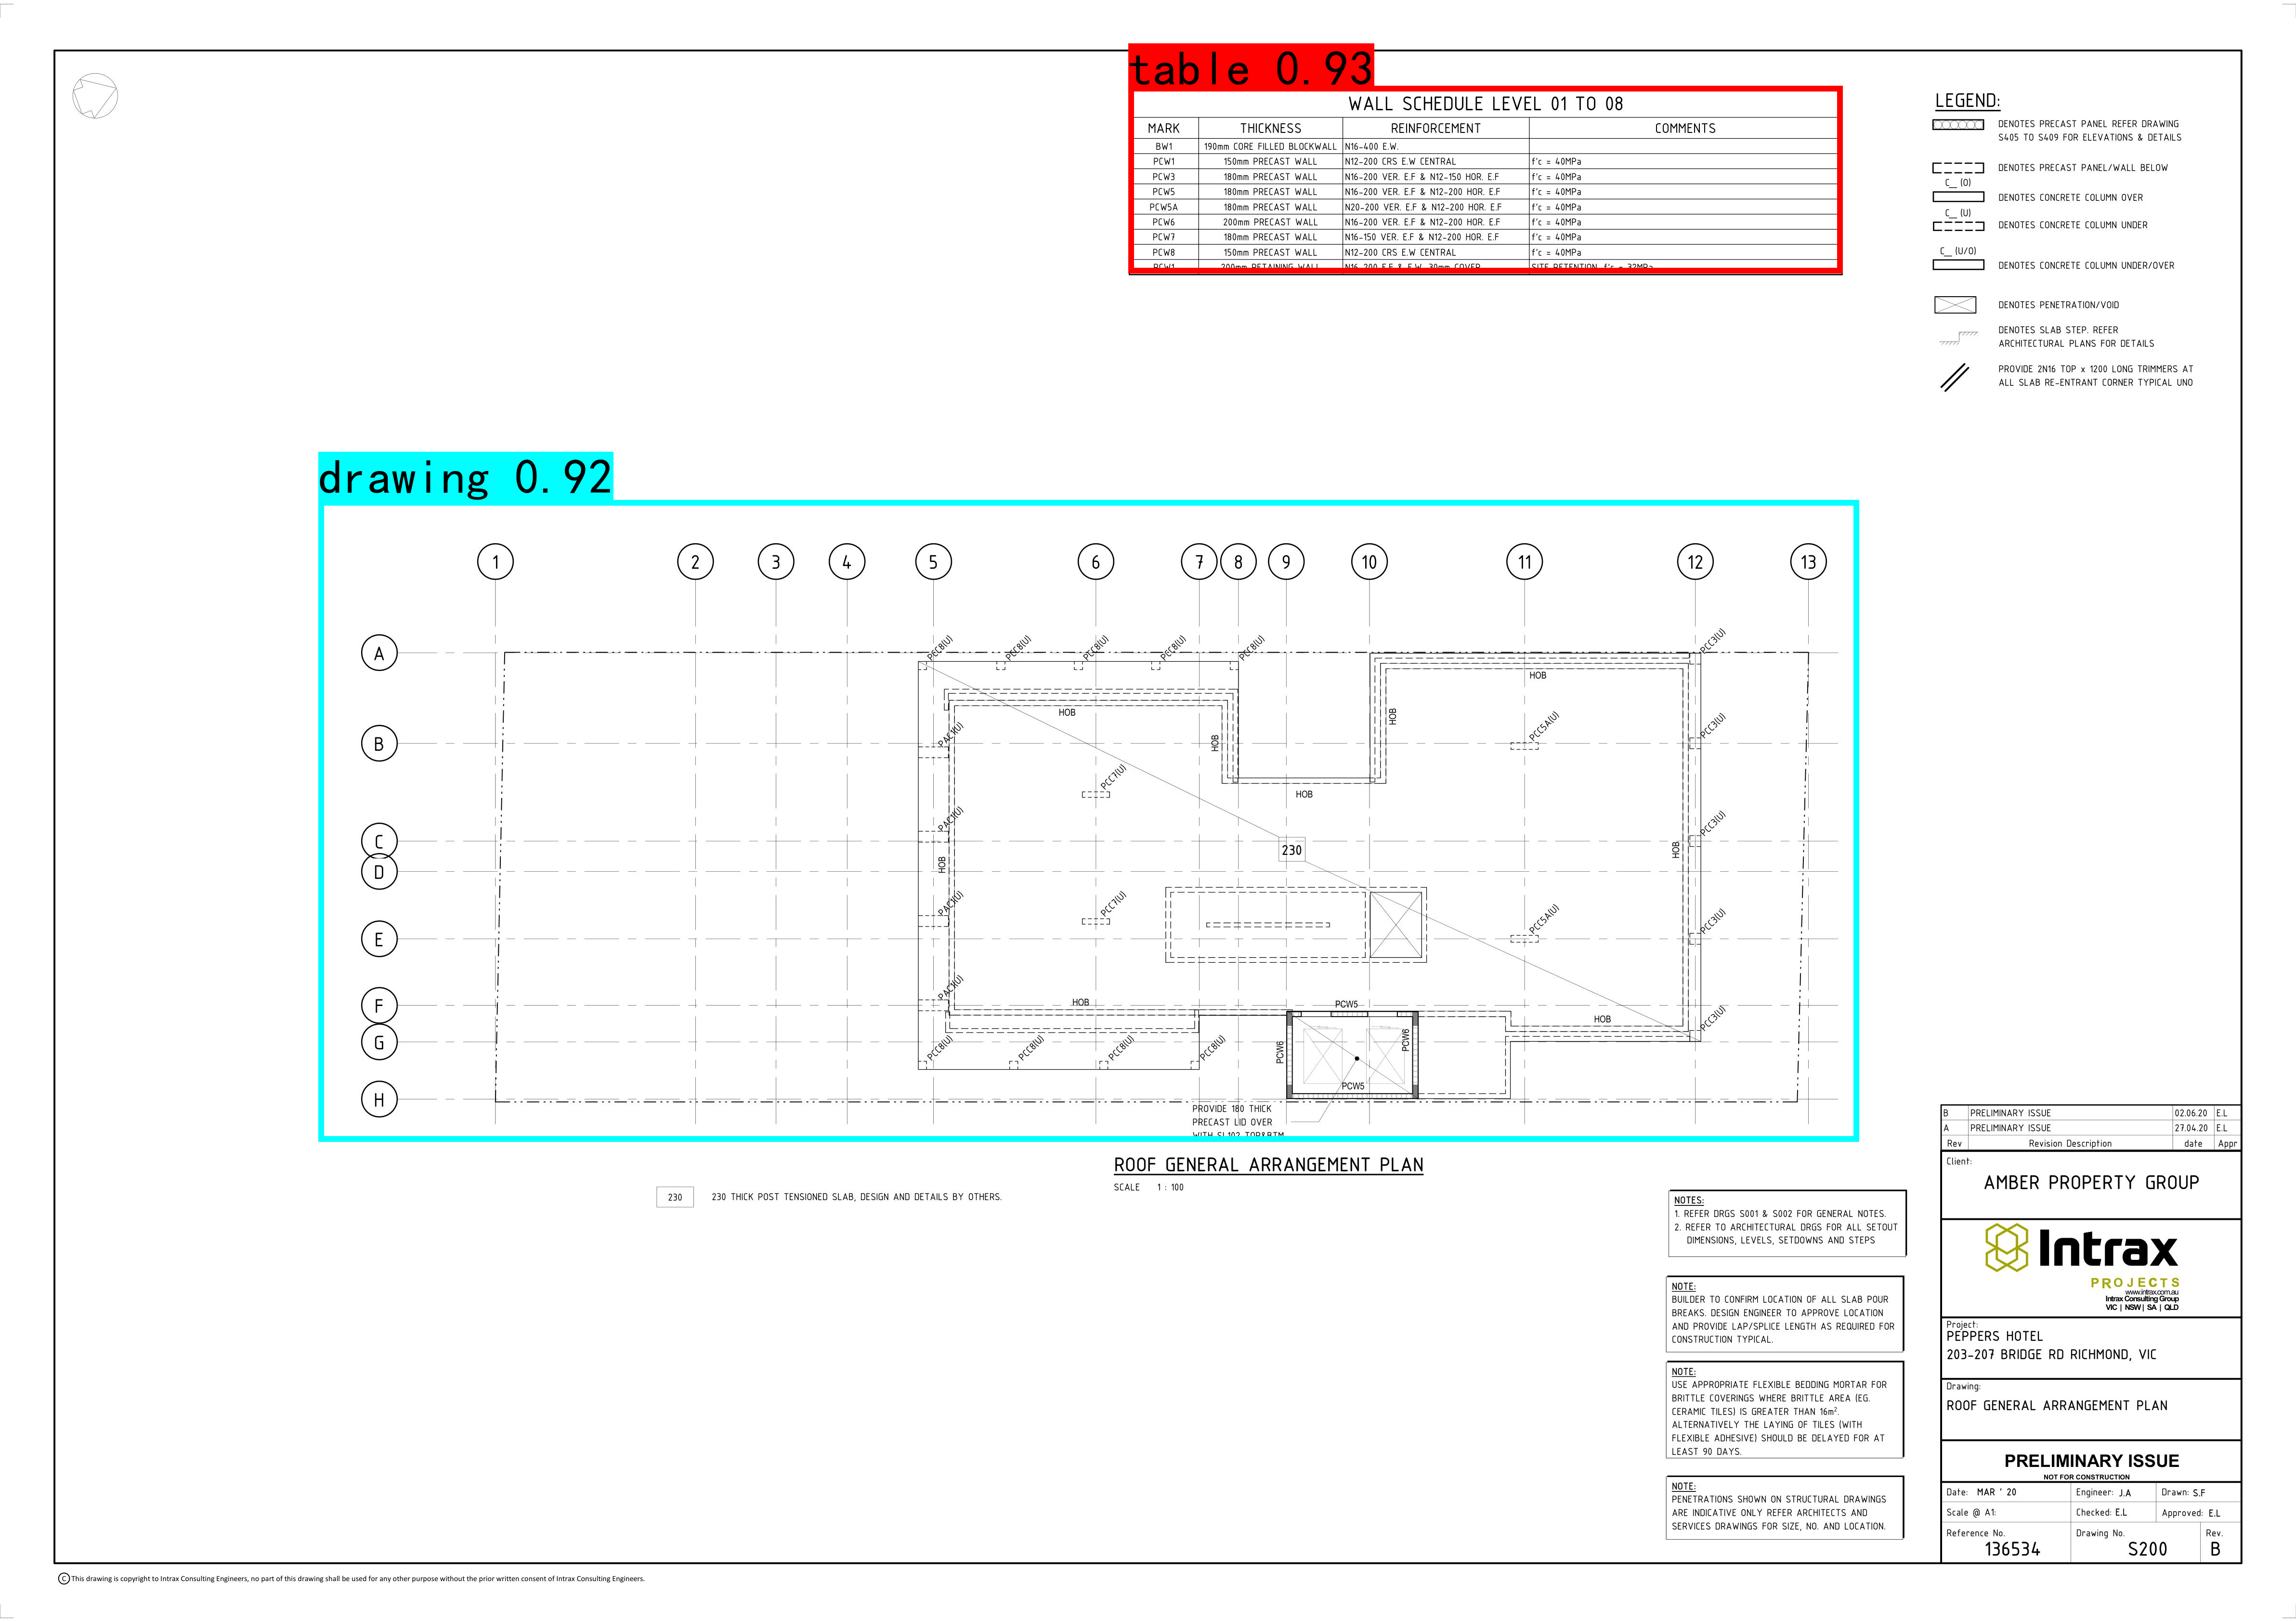 table 0.93
WALL SCHEDULE LEVEL 01 TO 08
MARK THICKNESS REINFORCEMENT COMMENTS
BW1 190mm CORE FILLED BLOCKWALL N16-400 E.W.
PCW1 150mm PRECAST WALL N12-200 CRS E.W CENTRAL f'c = 40MPa
PCW3 180mm PRECAST WALL N16-200 VER. E.F & N12-150 HOR. E.F f'c = 40MPa
PCW5 180mm PRECAST WALL N16-200 VER. E.F & N12-200 HOR. E.F f'c = 40MPa
PCW5A 180mm PRECAST WALL N20-200 VER. E.F & N12-200 HOR. E.F f'c = 40MPa
PCW6 200mm PRECAST WALL N16-200 VER. E.F & N12-200 HOR. E.F f'c = 40MPa
PCW7 180mm PRECAST WALL N16-150 VER. E.F & N12-200 HOR. E.F f'c = 40MPa
PCW8 150mm PRECAST WALL N12-200 CRS E.W CENTRAL f'c = 40MPa
200mm RETAINING WALL N16-200 E.F & E.W. 30mm COVER SITE RETENTION. f'c = 32MPa
LEGEND:
DENOTES PRECAST PANEL REFER DRAWING
S405 TO S409 FOR ELEVATIONS & DETAILS
DENOTES PRECAST PANEL/WALL BELOW
C__ (O)
DENOTES CONCRETE COLUMN OVER
C__ (U)
DENOTES CONCRETE COLUMN UNDER
C__ (U/O)
DENOTES CONCRETE COLUMN UNDER/OVER
DENOTES PENETRATION/VOID
DENOTES SLAB STEP. REFER
ARCHITECTURAL PLANS FOR DETAILS
PROVIDE 2N16 TOP x 1200 LONG TRIMMERS AT
ALL SLAB RE-ENTRANT CORNER TYPICAL UNO
drawing 0.92
1 2 3 4 5 6 7 8 9 10 11 12 13
A
PCC8(U) PCC8(U) PCC8(U) PCC8(U) PCC8(U) PCC3(U)
HOB
HOB HOB
B
PAC1(U) HOB PCC5A(U) PCC3(U)
PCC7(U)
HOB
C
PAC1(U) PCC3(U)
230
HOB HOB
D
PAC1(U) PCC7(U) PCC5A(U) PCC3(U)
E
PAC1(U)
F
HOB PCW5
HOB PCC3(U)
G
PCC8(U) PCC8(U) PCC8(U) PCC8(U) PCW6 PCW6
PCW5
H
PROVIDE 180 THICK
PRECAST LID OVER
WITH SL102 TOP&BTM
ROOF GENERAL ARRANGEMENT PLAN
SCALE 1 : 100
230 230 THICK POST TENSIONED SLAB, DESIGN AND DETAILS BY OTHERS.
NOTES:
1. REFER DRGS S001 & S002 FOR GENERAL NOTES.
2. REFER TO ARCHITECTURAL DRGS FOR ALL SETOUT
DIMENSIONS, LEVELS, SETDOWNS AND STEPS
NOTE:
BUILDER TO CONFIRM LOCATION OF ALL SLAB POUR
BREAKS. DESIGN ENGINEER TO APPROVE LOCATION
AND PROVIDE LAP/SPLICE LENGTH AS REQUIRED FOR
CONSTRUCTION TYPICAL.
NOTE:
USE APPROPRIATE FLEXIBLE BEDDING MORTAR FOR
BRITTLE COVERINGS WHERE BRITTLE AREA (EG.
CERAMIC TILES) IS GREATER THAN 16m².
ALTERNATIVELY THE LAYING OF TILES (WITH
FLEXIBLE ADHESIVE) SHOULD BE DELAYED FOR AT
LEAST 90 DAYS.
NOTE:
PENETRATIONS SHOWN ON STRUCTURAL DRAWINGS
ARE INDICATIVE ONLY REFER ARCHITECTS AND
SERVICES DRAWINGS FOR SIZE, NO. AND LOCATION.
B PRELIMINARY ISSUE 02.06.20 E.L
A PRELIMINARY ISSUE 27.04.20 E.L
Rev Revision Description date Appr
Client:
AMBER PROPERTY GROUP
Intrax
PROJECTS
www.intrax.com.au
Intrax Consulting Group
VIC | NSW | SA | QLD
Project:
PEPPERS HOTEL
203-207 BRIDGE RD RICHMOND, VIC
Drawing:
ROOF GENERAL ARRANGEMENT PLAN
PRELIMINARY ISSUE
NOT FOR CONSTRUCTION
Date: MAR ' 20 Engineer: J.A Drawn: S.F
Scale @ A1: Checked: E.L Approved: E.L
Reference No. Drawing No. Rev.
136534 S200 B
C This drawing is copyright to Intrax Consulting Engineers, no part of this drawing shall be used for any other purpose without the prior written consent of Intrax Consulting Engineers.